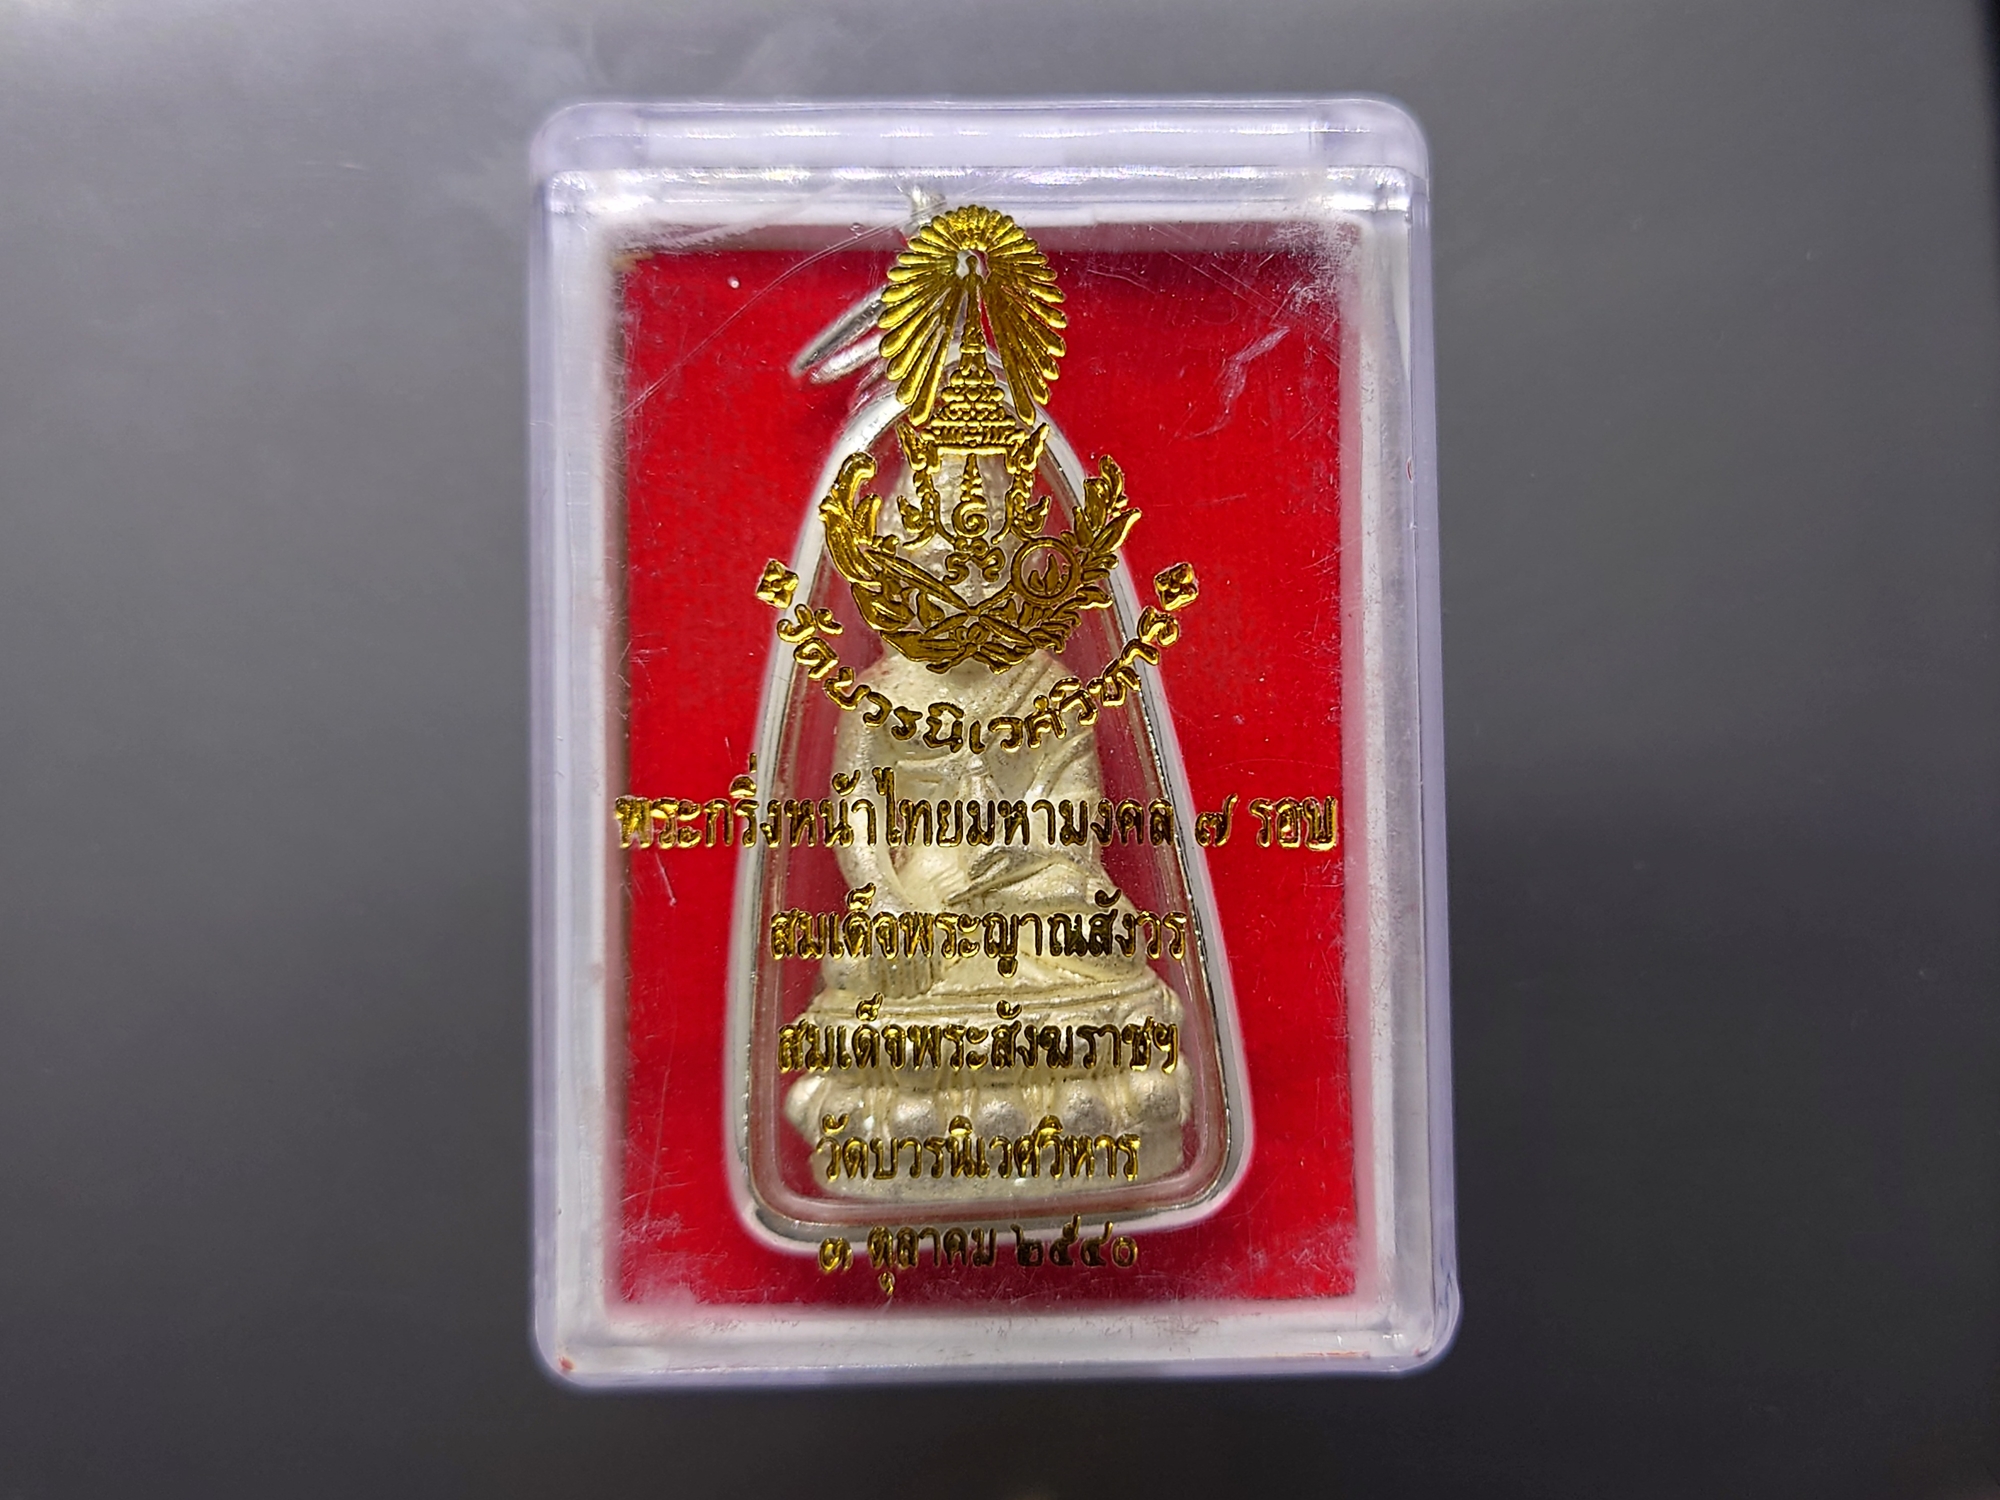 วัดบวรนิเวศวิหาร
พระกริ่งหน้าไทยมหามงคล ๗ รอบ
สมเด็จพระญาณสังวร
สมเด็จพระสังฆราชฯ
วัดบวรนิเวศวิหาร
๓ ตุลาคม ๒๕๔๐